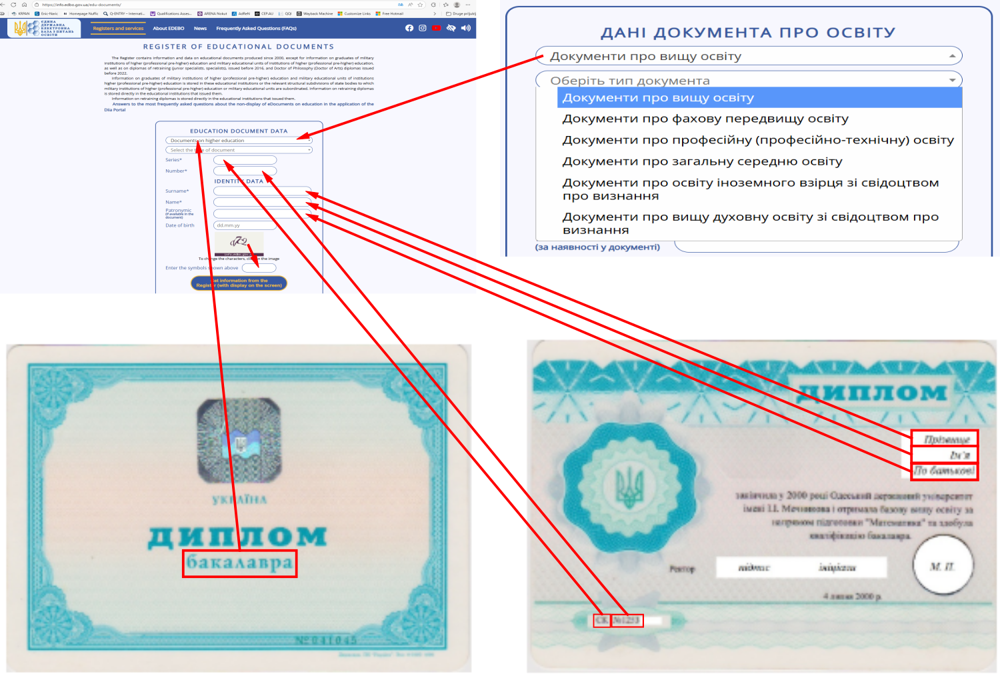 https://info.edbo.gov.ua/edu-documents/
KRPAN
Enic-Naric
Homepage Nuffic
Q-ENTRY – Internati...
Qualifications Asses...
ARENA Nokut
AdReN
CEP.AU
QQI
Wayback Machine
Customize Links
Free Hotmail
ЄДИНА
ДЕРЖАВНА
ЕЛЕКТРОННА
БАЗА З ПИТАНЬ
ОСВІТИ
Registers and services
About EDEBO
News
Frequently Asked Questions (FAQs)
REGISTER OF EDUCATIONAL DOCUMENTS
The Register contains information and data on educational documents produced since 2000, except for information on graduates of military
institutions of higher (professional pre-higher) education and military educational units of institutions of higher (professional pre-higher) education,
as well as on diplomas of retraining (junior specialists, specialists), issued before 2016, and Doctor of Philosophy (Doctor of Arts) diplomas issued
before 2022.
Information on graduates of military institutions of higher (professional pre-higher) education and military educational units of institutions
higher (professional pre-higher) education is stored in these educational institutions or the relevant structural subdivisions of state bodies to which
military institutions of higher (professional pre-higher) education or military educational units are subordinated. Information on retraining diplomas
is stored directly in the educational institutions that issued them.
Information on retraining diplomas is stored directly in the educational institutions that issued them.
Answers to the most frequently asked questions about the non-display of eDocuments on education in the application of the
Diia Portal
EDUCATION DOCUMENT DATA
Documents on higher education
Select the type of document
Series*
Number*
IDENTITY DATA
Surname*
Name*
Patronymic
(if available in the
document)
Date of birth
dd.mm.yy
To change the characters, click on the image
Enter the symbols shown above
Get information from the
Register (with display on the screen)
ДАНІ ДОКУМЕНТА ПРО ОСВІТУ
Документи про вищу освіту
Оберіть тип документа
Документи про вищу освіту
Документи про фахову передвищу освіту
Документи про професійну (професійно-технічну) освіту
Документи про загальну середню освіту
Документи про освіту іноземного взірця зі свідоцтвом
про визнання
Документи про вищу духовну освіту зі свідоцтвом про
визнання
(за наявності у документі)
УКРАЇНА
ДИПЛОМ
бакалавра
№ 041045
ДИПЛОМ
Прізвище
Ім'я
По батькові
закінчила у 2000 році Одеський державний університет
імені І.І. Мечникова і отримала базову вищу освіту за
напрямом підготовки "Математика" та здобула
кваліфікацію бакалавра
Ректор
підпис
ініціали
М. П.
4 липня 2000 р.
СК №1253